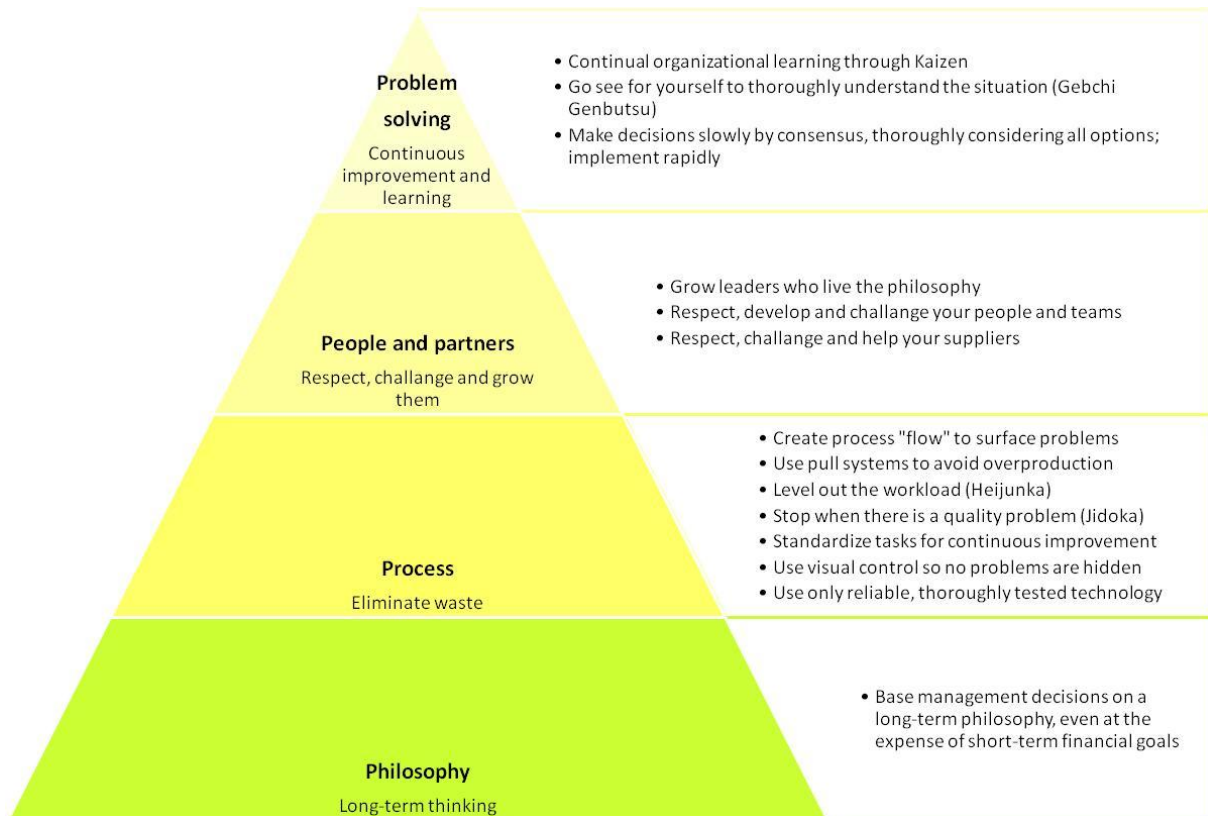 Problem
solving
Continuous
improvement and
learning
• Continual organizational learning through Kaizen
• Go see for yourself to thoroughly understand the situation (Gebchi
Genbutsu)
• Make decisions slowly by consensus, thoroughly considering all options;
implement rapidly
People and partners
Respect, challange and grow
them
• Grow leaders who live the philosophy
• Respect, develop and challange your people and teams
• Respect, challange and help your suppliers
Process
Eliminate waste
• Create process "flow" to surface problems
• Use pull systems to avoid overproduction
• Level out the workload (Heijunka)
• Stop when there is a quality problem (Jidoka)
• Standardize tasks for continuous improvement
• Use visual control so no problems are hidden
• Use only reliable, thoroughly tested technology
Philosophy
Long-term thinking
• Base management decisions on a
long-term philosophy, even at the
expense of short-term financial goals